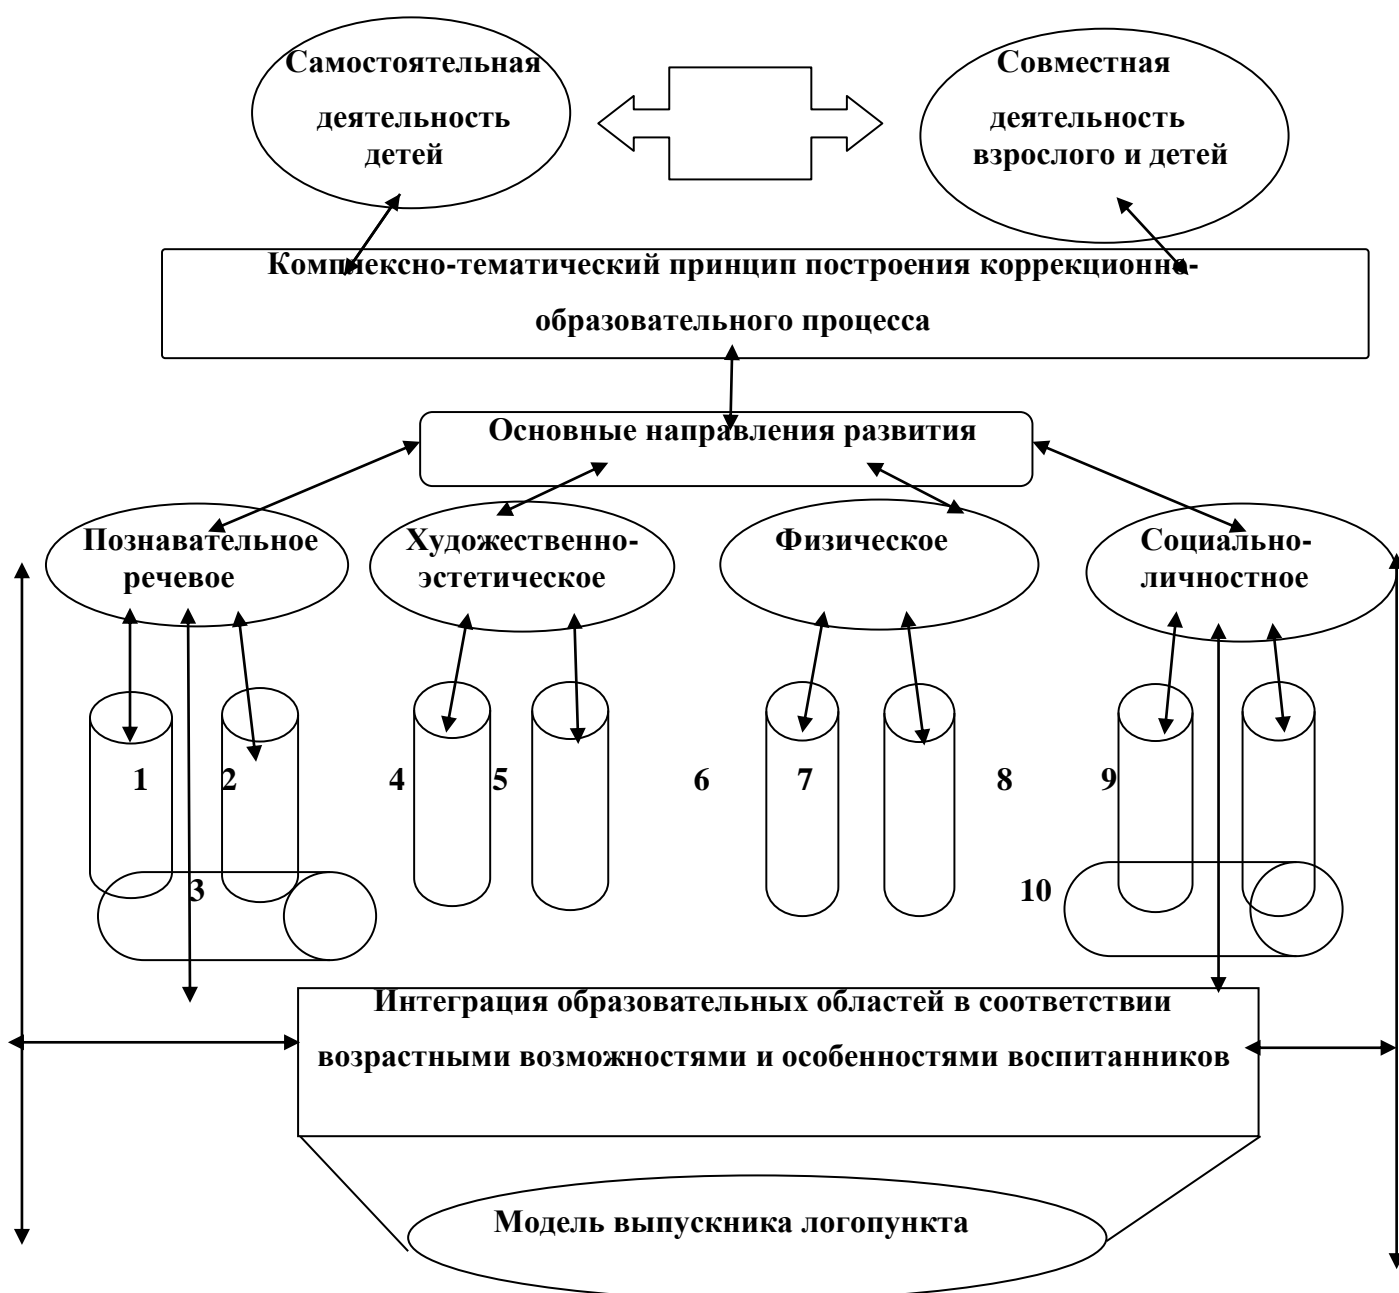 Самостоятельная
деятельность
детей
Совместная
деятельность
взрослого и детей
Комплексно-тематический принцип построения коррекционно-
образовательного процесса
Основные направления развития
Познавательное
речевое
Художественно-
эстетическое
Физическое
Социально-
личностное
1 2 4 5 6 7 8 9
3 10
Интеграция образовательных областей в соответствии
возрастными возможностями и особенностями воспитанников
Модель выпускника логопункта